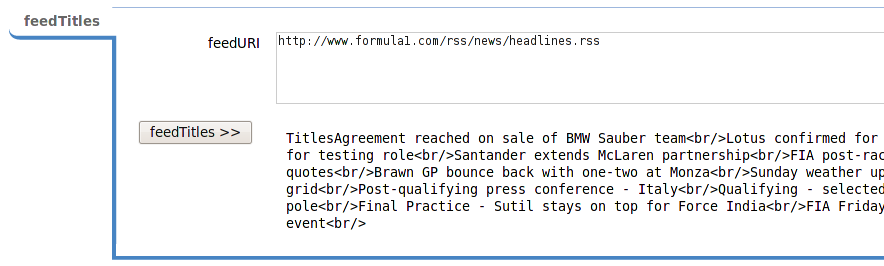 feedTitles
feedURI
http://www.formula1.com/rss/news/headlines.rss
feedTitles >>
TitlesAgreement reached on sale of BMW Sauber team<br/>Lotus confirmed for
for testing role<br/>Santander extends McLaren partnership<br/>FIA post-rac
quotes<br/>Brawn GP bounce back with one-two at Monza<br/>Sunday weather up
grid<br/>Post-qualifying press conference - Italy<br/>Qualifying - selected
pole<br/>Final Practice - Sutil stays on top for Force India<br/>FIA Friday
event<br/>